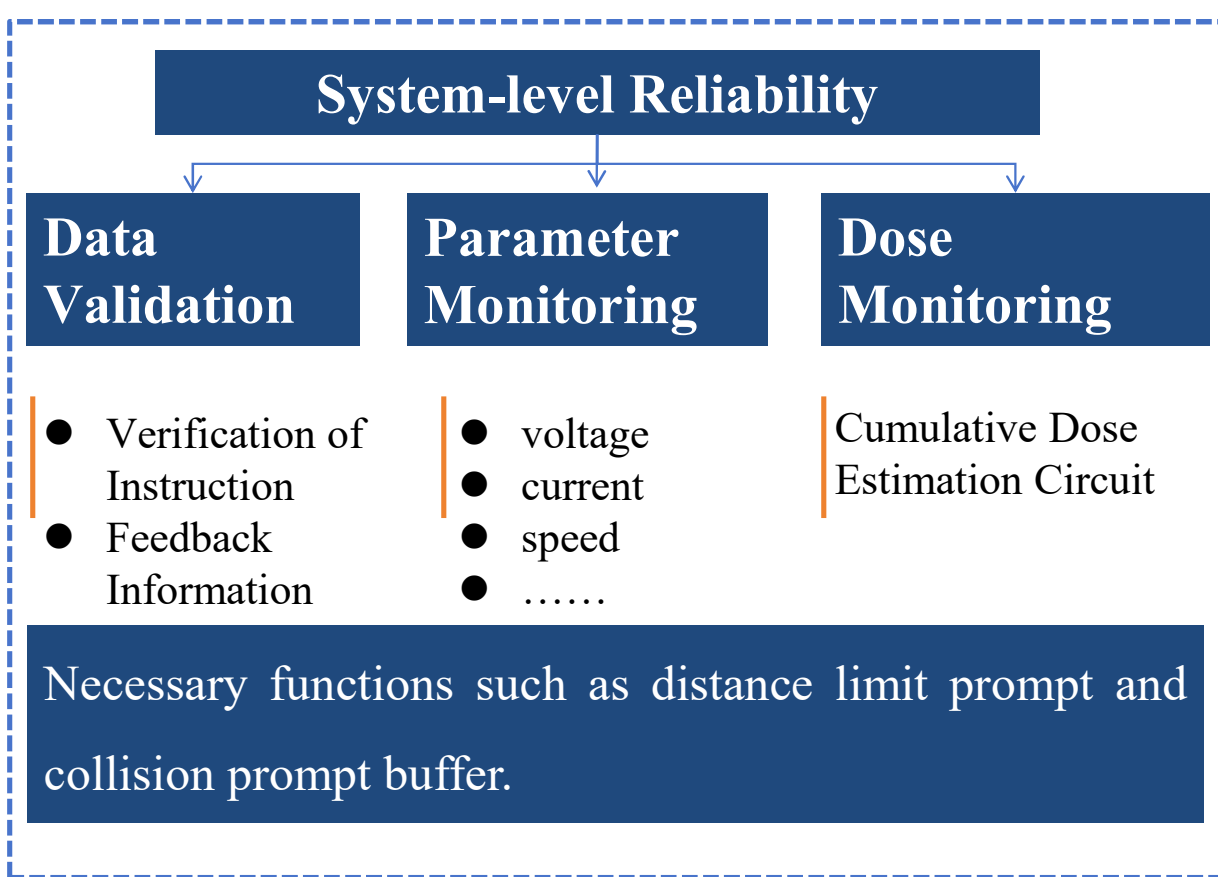 System-level Reliability
Data
Validation
Parameter
Monitoring
Dose
Monitoring
● Verification of
Instruction
● Feedback
Information
● voltage
● current
● speed
● ……
Cumulative Dose
Estimation Circuit
Necessary functions such as distance limit prompt and
collision prompt buffer.